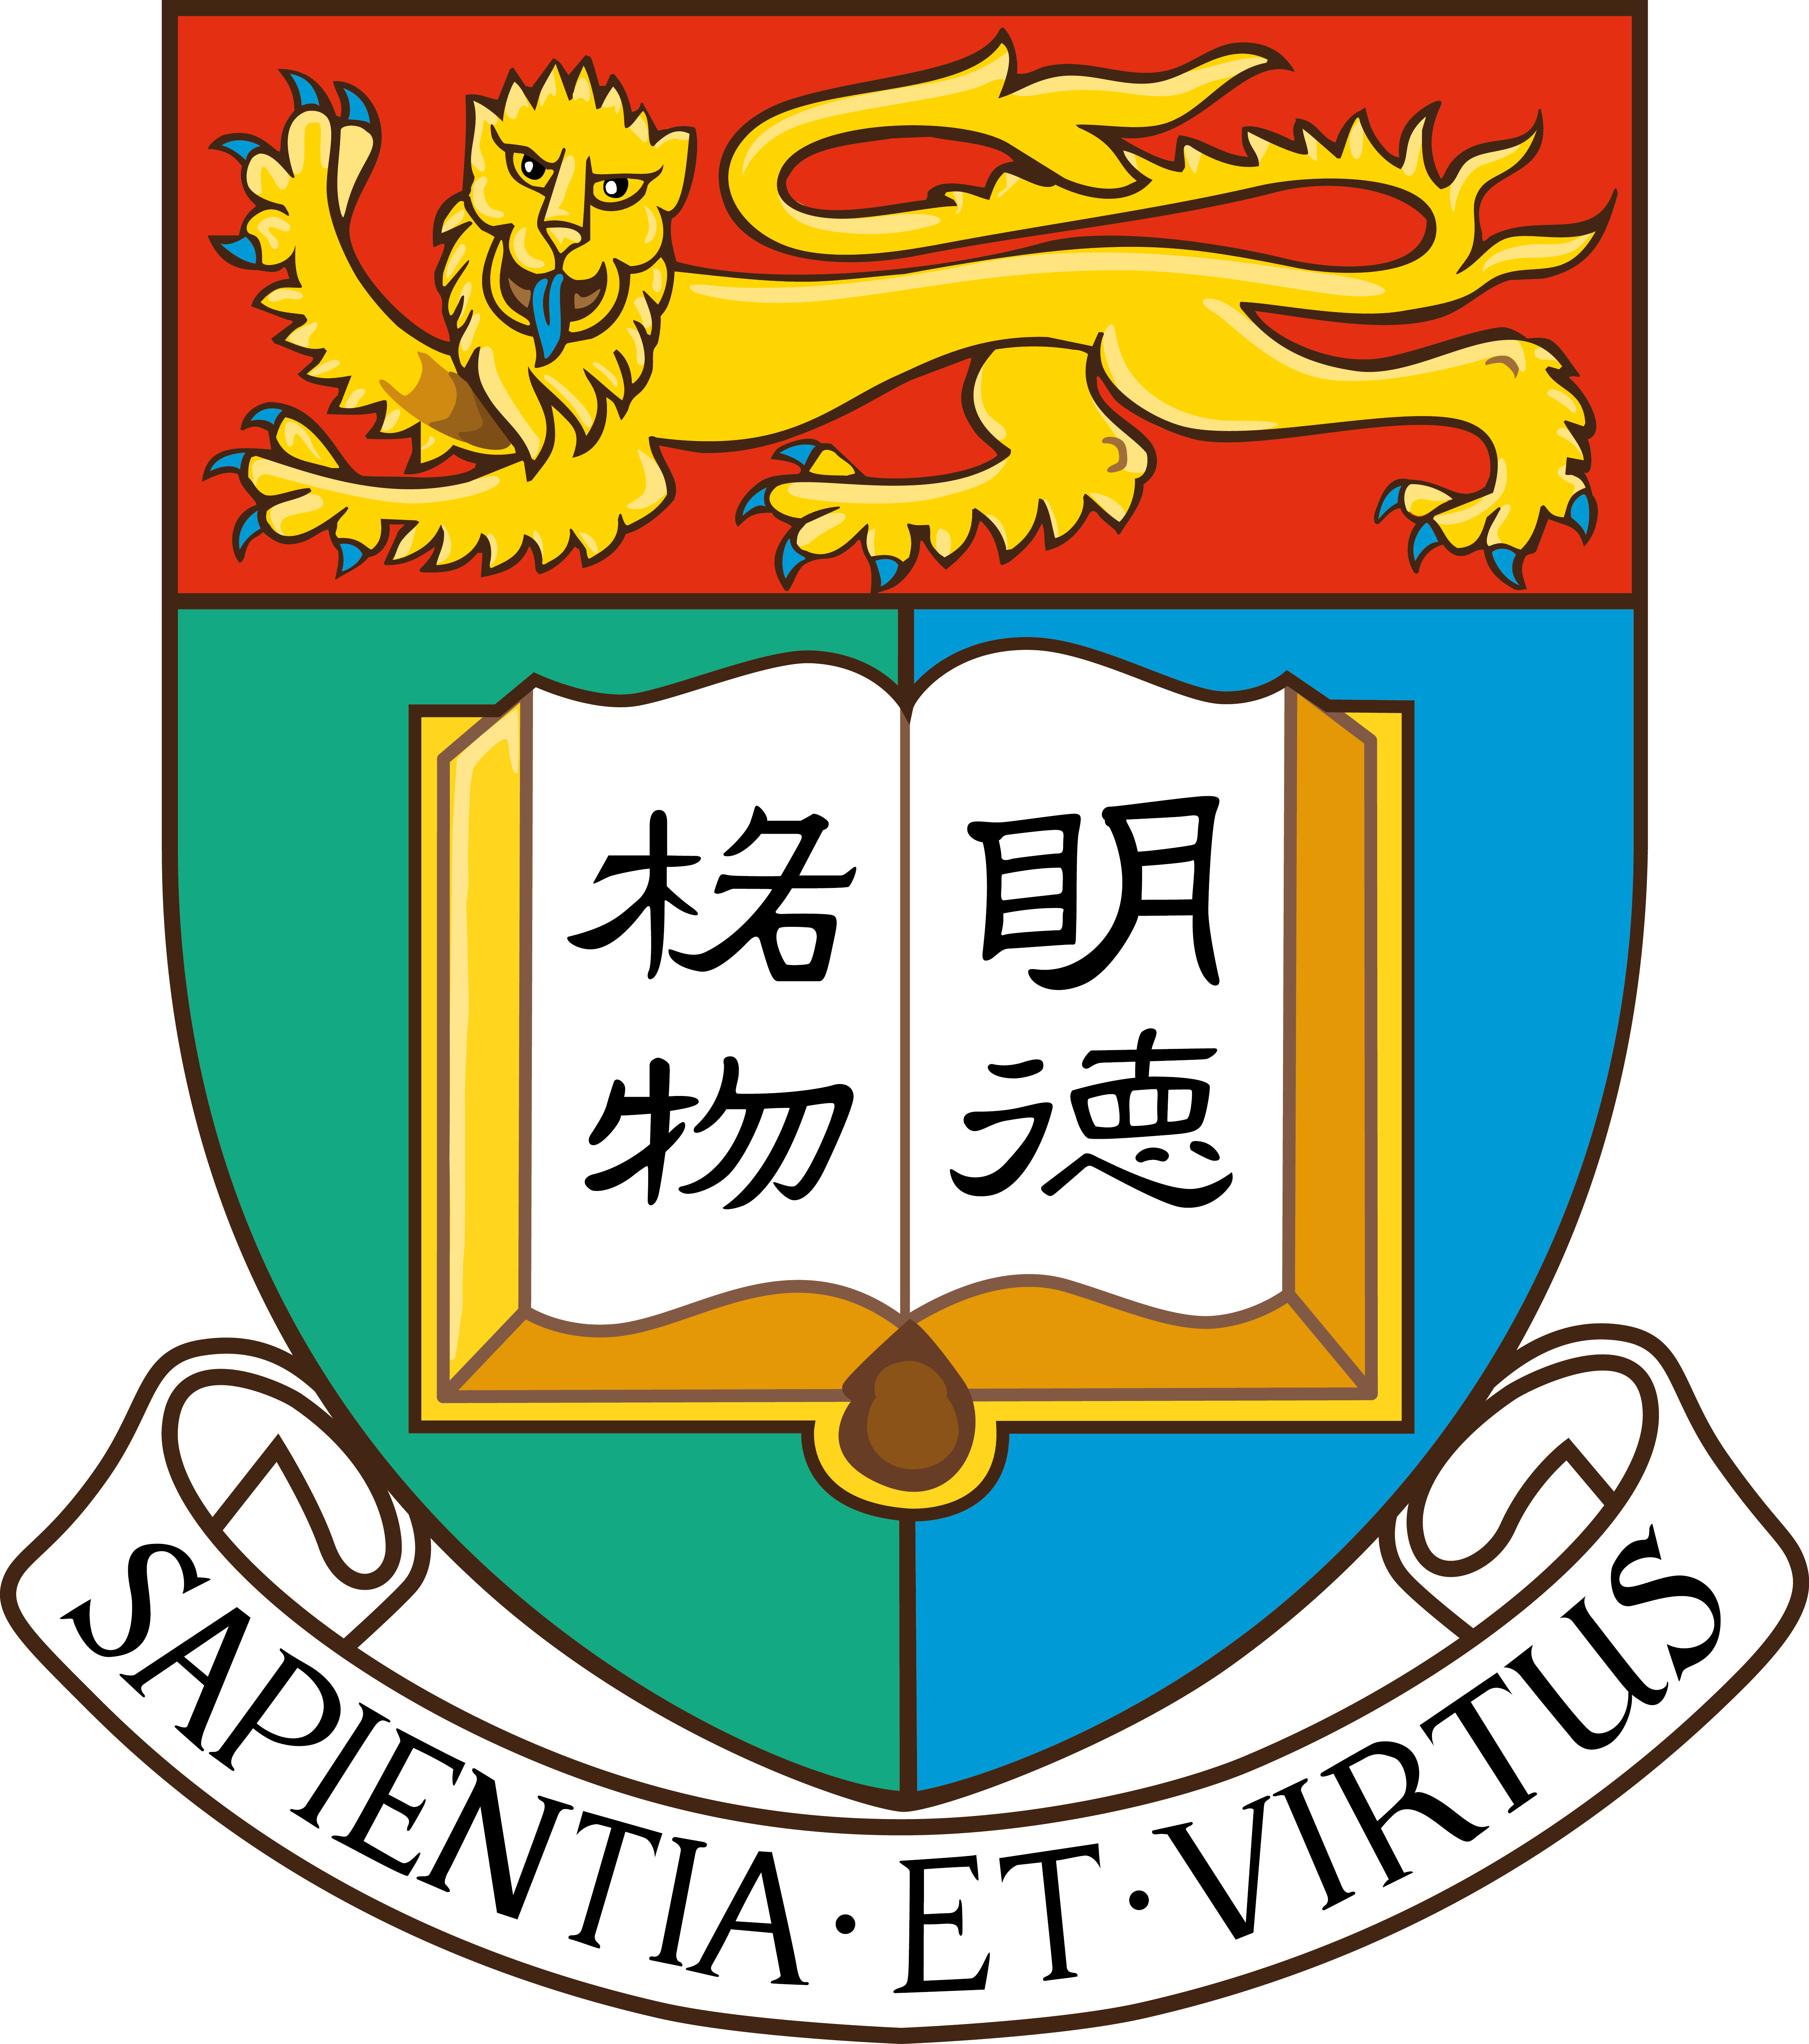 明德
格物
SAPIENTIA · ET · VIRTUS